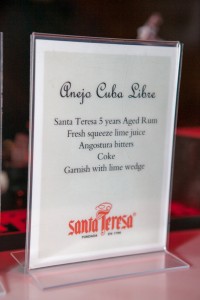 Anejo Cuba Libre
Santa Teresa 5 years Aged Rum
Fresh squeeze lime juice
Angostura bitters
Coke
Garnish with lime wedge
santa Teresa